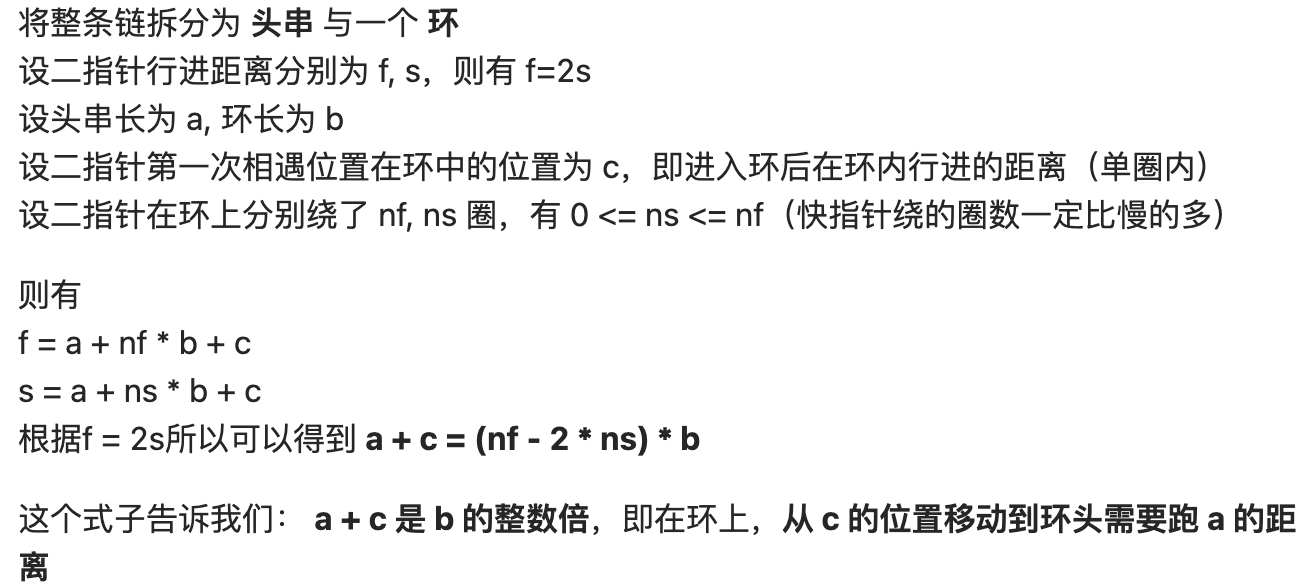 将整条链拆分为 头串 与一个 环
设二指针行进距离分别为 f, s，则有 f=2s
设头串长为 a, 环长为 b
设二指针第一次相遇位置在环中的位置为 c，即进入环后在环内行进的距离（单圈内）
设二指针在环上分别绕了 nf, ns 圈，有 0 <= ns <= nf（快指针绕的圈数一定比慢的多）
则有
f = a + nf * b + c
s = a + ns * b + c
根据f = 2s所以可以得到 a + c = (nf - 2 * ns) * b
这个式子告诉我们： a + c 是 b 的整数倍，即在环上，从 c 的位置移动到环头需要跑 a 的距
离